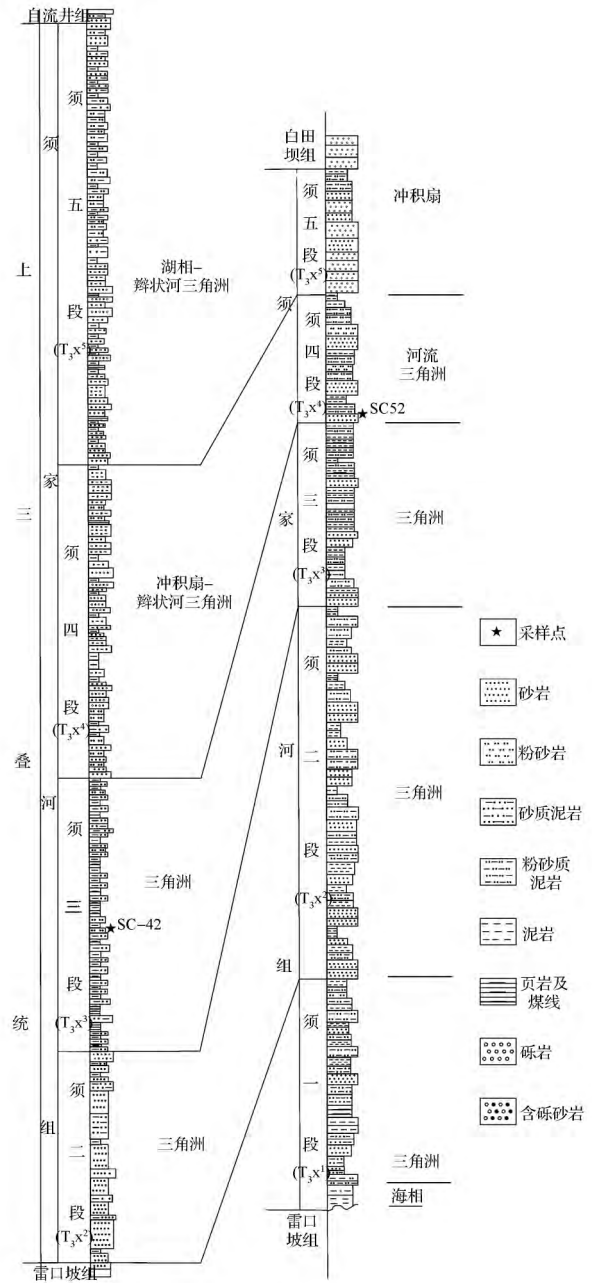 自流井组
上
三
叠
统
须
家
河
组
须
五
段
(T₃x⁵)
湖相-
辫状河三角洲
须
四
段
(T₃x⁴)
冲积扇-
辫状河三角洲
须
三
段
(T₃x³)
三角洲
★SC-42
须
二
段
(T₃x²)
三角洲
雷口坡组
白田
坝组
须
家
河
组
须
五
段
(T₃x⁵)
冲积扇
须
四
段
(T₃x⁴)
河流
三角洲
★SC52
须
三
段
(T₃x³)
三角洲
须
二
段
(T₃x²)
三角洲
须
一
段
(T₃x¹)
三角洲
海相
雷口
坡组
★ 采样点
砂岩
粉砂岩
砂质泥岩
粉砂质
泥岩
泥岩
页岩及
煤线
砾岩
含砾砂岩